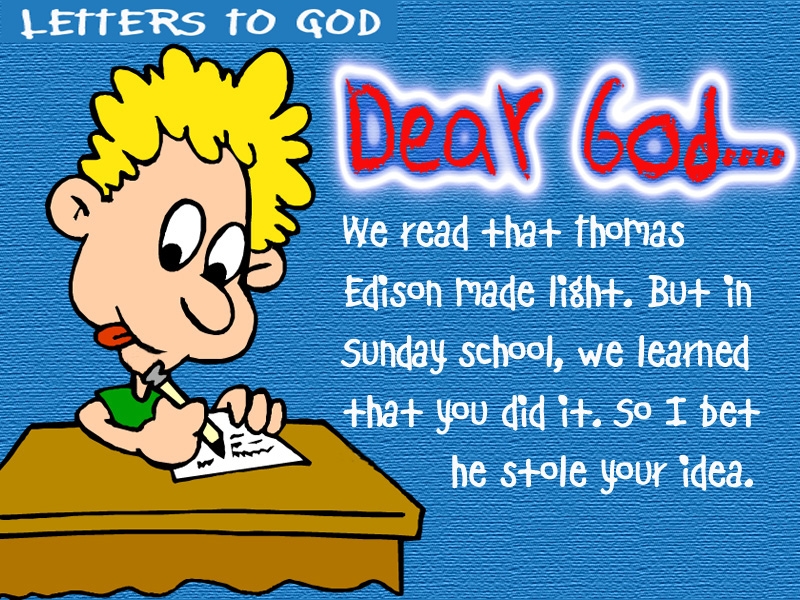 LETTERS TO GOD
Dear God....
We read that Thomas
Edison made light. But in
Sunday school, we learned
that you did it. So I bet
he stole your idea.